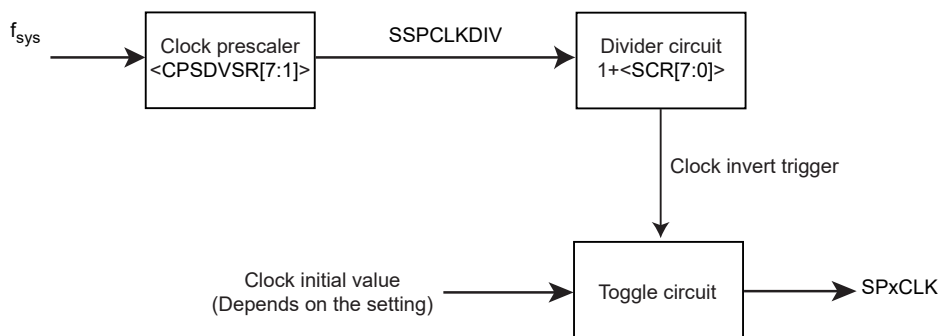 fsys
Clock prescaler
<CPSDVSR[7:1]>
SSPCLKDIV
Divider circuit
1+<SCR[7:0]>
Clock invert trigger
Clock initial value
(Depends on the setting)
Toggle circuit
SPxCLK